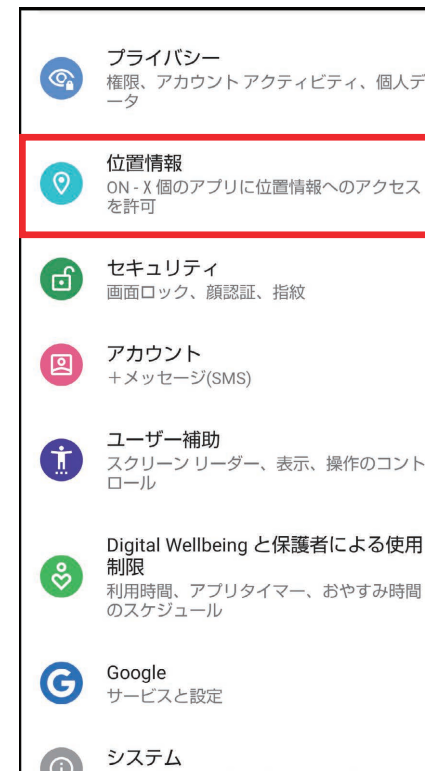 プライバシー
権限、アカウント アクティビティ、個人デ
ータ
位置情報
ON - X 個のアプリに位置情報へのアクセス
を許可
セキュリティ
画面ロック、顔認証、指紋
アカウント
+メッセージ(SMS)
ユーザー補助
スクリーン リーダー、表示、操作のコント
ロール
Digital Wellbeing と保護者による使用
制限
利用時間、アプリタイマー、おやすみ時間
のスケジュール
Google
サービスと設定
システム